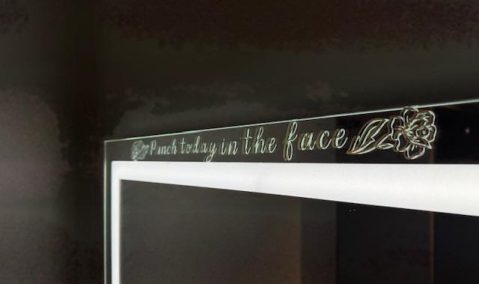 Punch today in the face